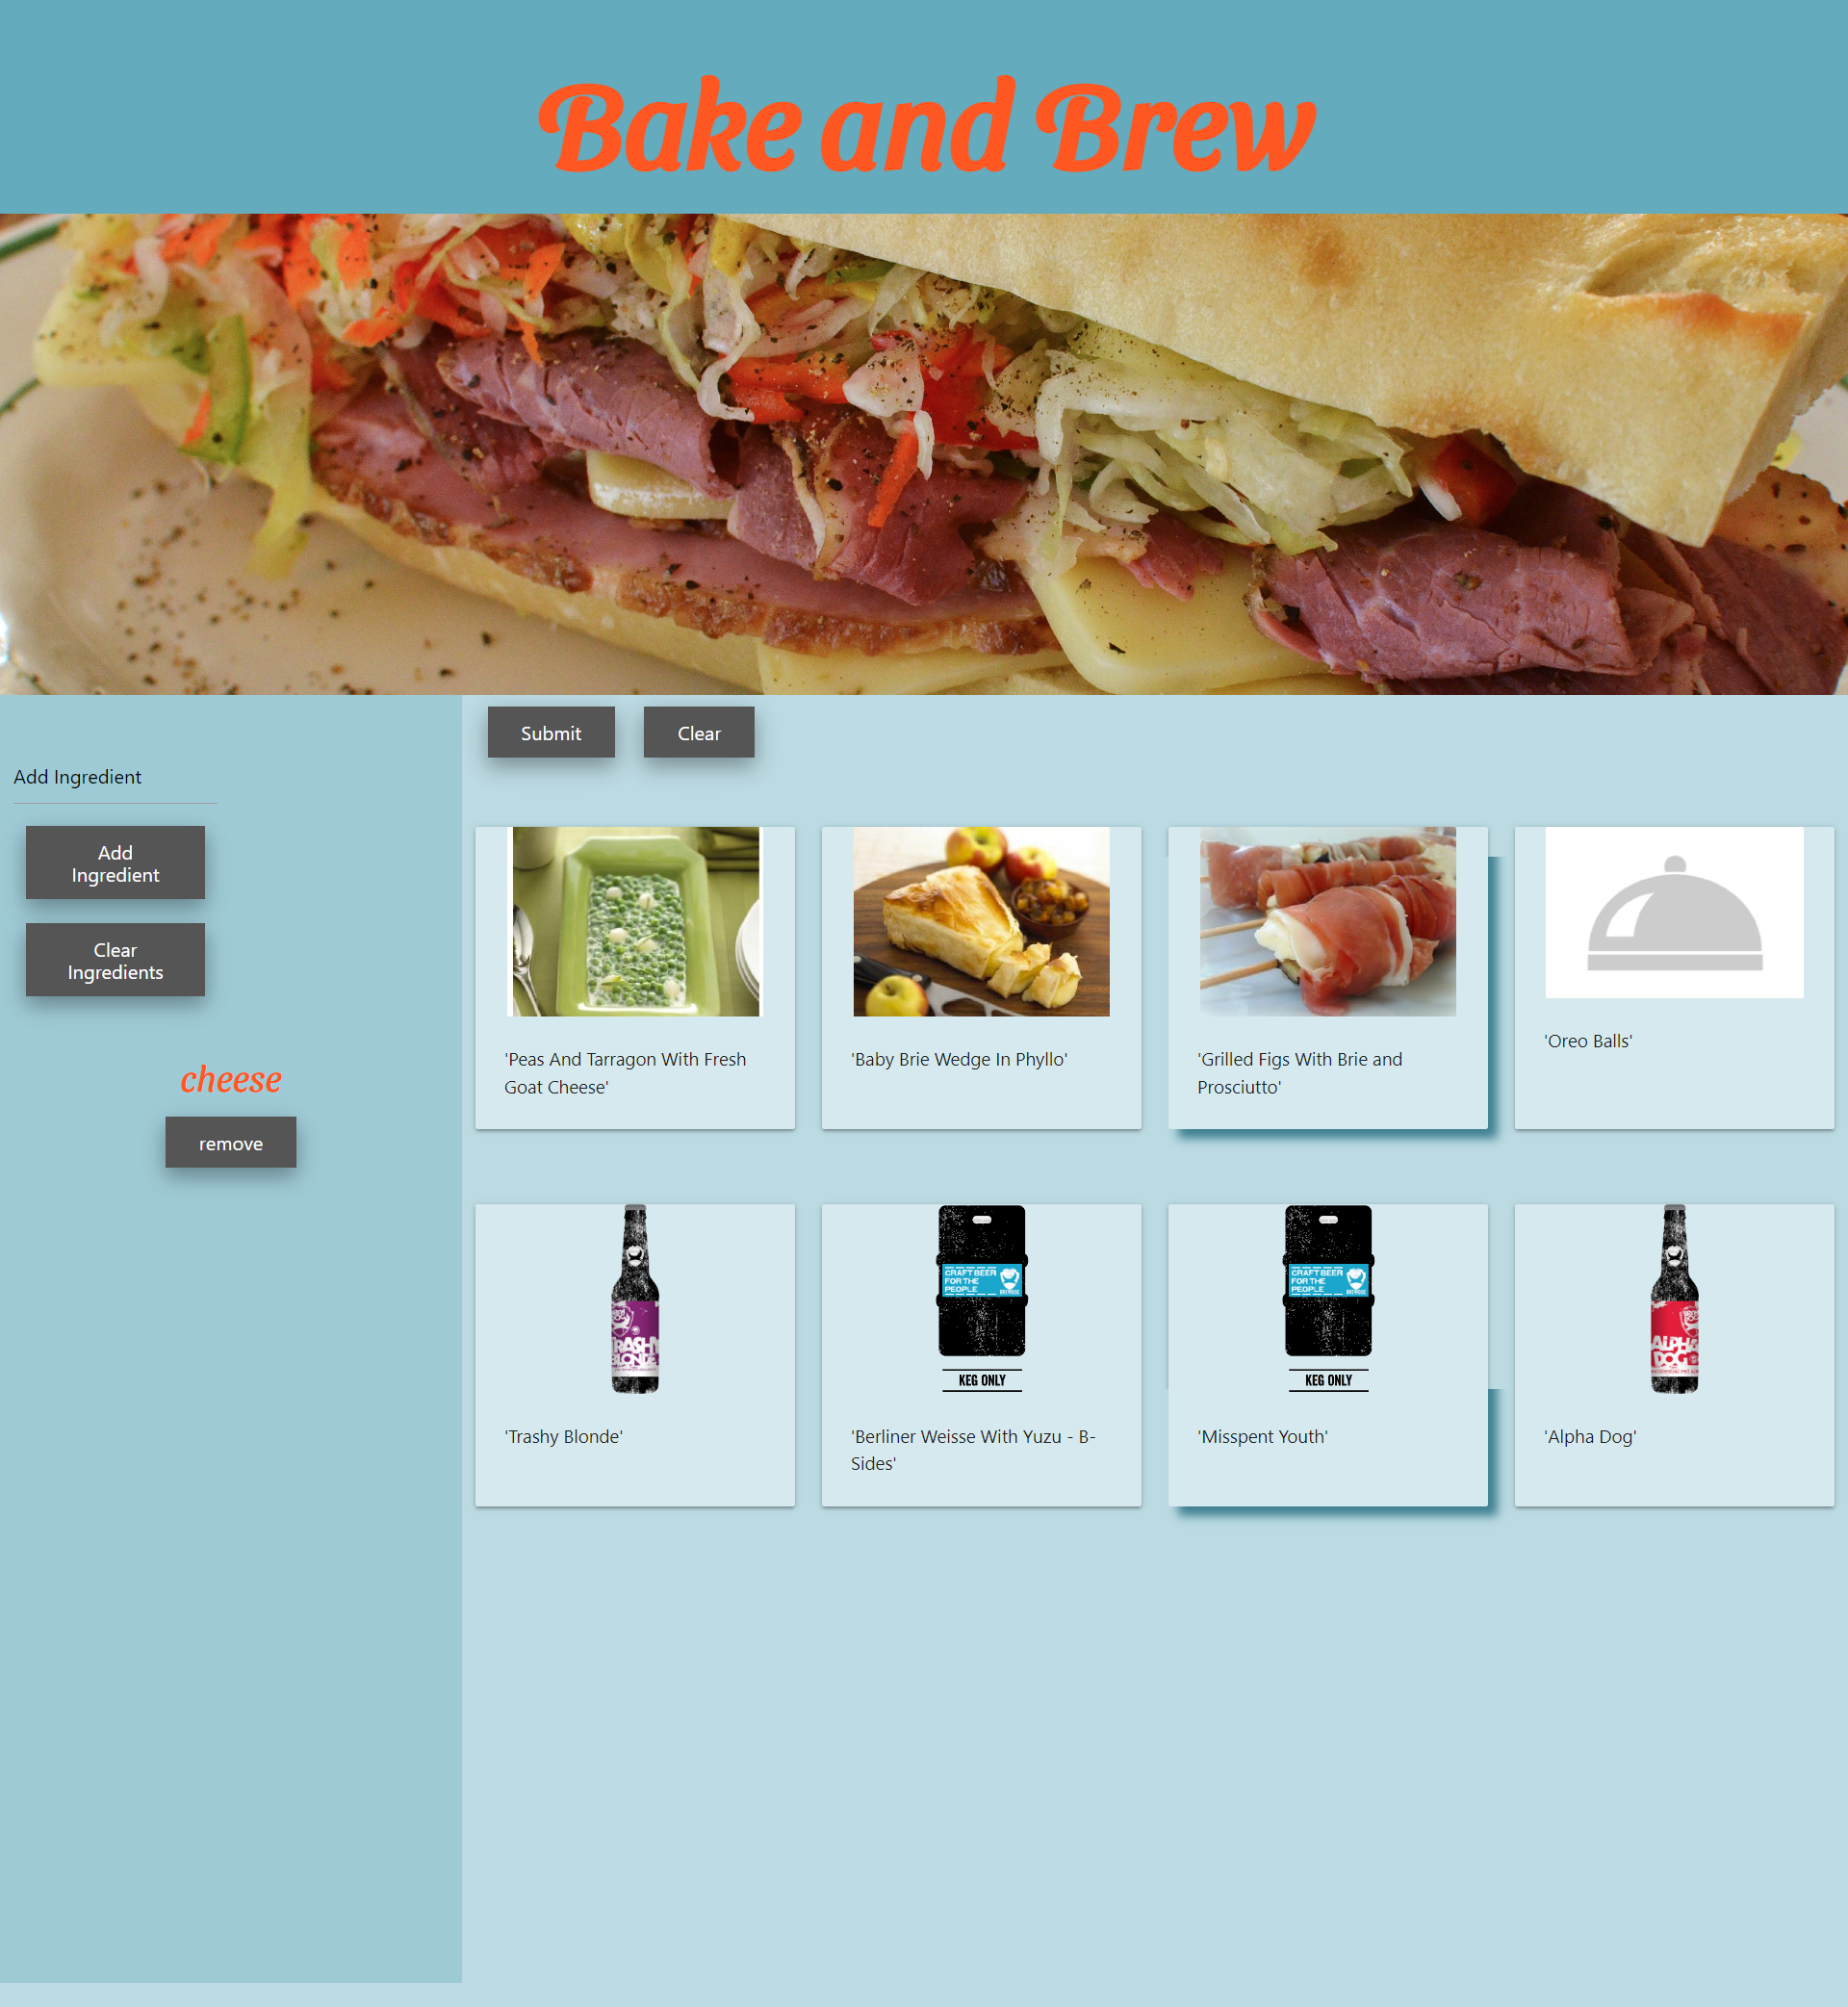 Bake and Brew
Submit
Clear
Add Ingredient
Add
Ingredient
Clear
Ingredients
cheese
remove
'Peas And Tarragon With Fresh
Goat Cheese'
'Baby Brie Wedge In Phyllo'
'Grilled Figs With Brie and
Prosciutto'
'Oreo Balls'
TRASHY
BLONDE
CRAFT BEER
FOR THE
PEOPLE
BREWDOG
KEG ONLY
CRAFT BEER
FOR THE
PEOPLE
BREWDOG
KEG ONLY
ALPHA
DOG
'Trashy Blonde'
'Berliner Weisse With Yuzu - B-
Sides'
'Misspent Youth'
'Alpha Dog'